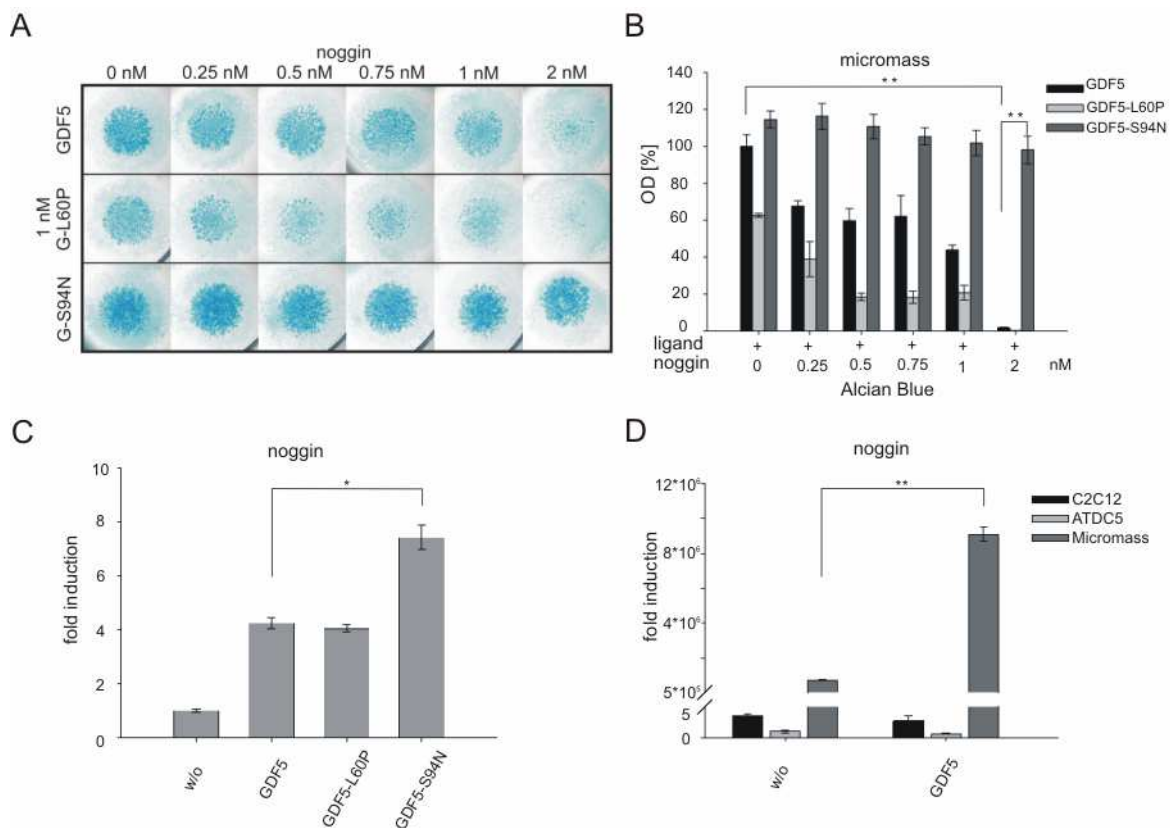 A
noggin
0 nM 0.25 nM 0.5 nM 0.75 nM 1 nM 2 nM
1 nM
GDF5
G-L60P
G-S94N
B
micromass
GDF5
GDF5-L60P
GDF5-S94N
* *
* *
OD [%]
140
120
100
80
60
40
20
0
ligand + + + + + +
noggin 0 0.25 0.5 0.75 1 2 nM
Alcian Blue
C
noggin
*
fold induction
10
8
6
4
2
0
w/o GDF5 GDF5-L60P GDF5-S94N
D
noggin
**
C2C12
ATDC5
Micromass
fold induction
12*10⁶
8*10⁶
4*10⁶
5*10⁵
5
0
w/o GDF5